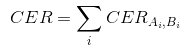 CER = \sum_{i} CER_{A_i, B_i}